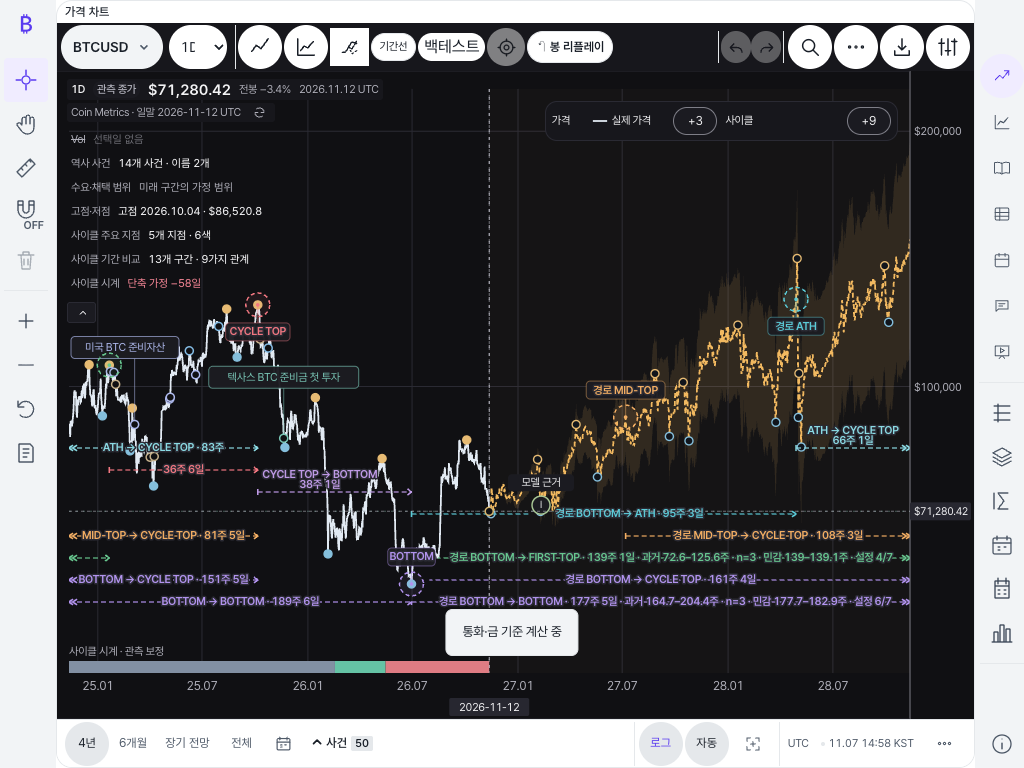 가격 차트
BTCUSD
1D
기간선
백테스트
봉 리플레이
1D 관측 종가 $71,280.42 전봉 −3.4% 2026.11.12 UTC
Coin Metrics · 일말 2026-11-12 UTC
Vol 선택일 없음
역사 사건 14개 사건 · 이름 2개
수요·채택 범위 미래 구간의 가정 범위
고점·저점 고점 2026.10.04 · $86,520.8
사이클 주요 지점 5개 지점 · 6색
사이클 기간 비교 13개 구간 · 9가지 관계
사이클 시계 단축 가정 −58일
가격 실제 가격 +3 사이클 +9
$200,000
OFF
CYCLE TOP
경로 ATH
미국 BTC 준비자산
텍사스 BTC 준비금 첫 투자
경로 MID-TOP
$100,000
ATH → CYCLE TOP · 83주
ATH → CYCLE TOP
66주 1일
36주 6일
CYCLE TOP → BOTTOM
38주 1일
모델 근거
경로 BOTTOM → ATH · 95주 3일
$71,280.42
MID-TOP → CYCLE TOP · 81주 5일
경로 MID-TOP → CYCLE TOP · 108주 3일
BOTTOM
경로 BOTTOM → FIRST-TOP · 139주 1일 · 과거 72.6–125.6주 · n=3 · 민감 139–139.1주 · 설정 4/7
BOTTOM → CYCLE TOP · 151주 5일
경로 BOTTOM → CYCLE TOP · 161주 4일
BOTTOM → BOTTOM · 189주 6일
경로 BOTTOM → BOTTOM · 177주 5일 · 과거 164.7–204.4주 · n=3 · 민감 177.7–182.9주 · 설정 6/7
통화·금 기준 계산 중
사이클 시계 · 관측 보정
25.01
25.07
26.01
26.07
27.01
27.07
28.01
28.07
2026-11-12
4년
6개월
장기 전망
전체
사건 50
로그
자동
UTC
11.07 14:58 KST